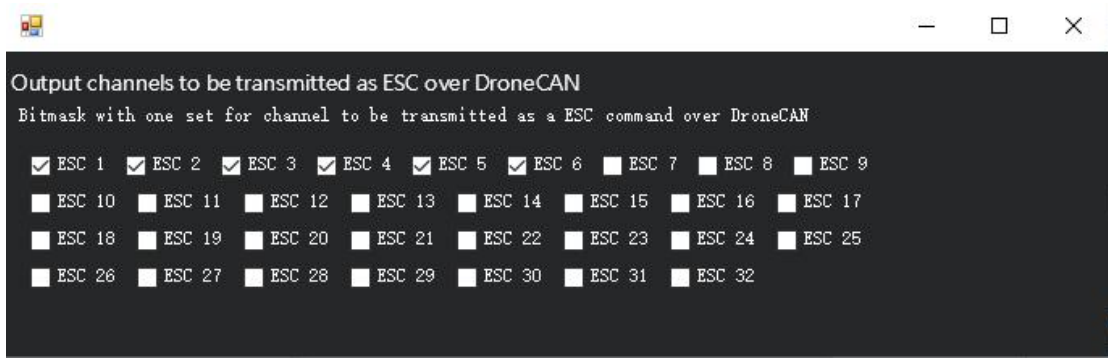 Output channels to be transmitted as ESC over DroneCAN
Bitmask with one set for channel to be transmitted as a ESC command over DroneCAN
ESC 1 ESC 2 ESC 3 ESC 4 ESC 5 ESC 6 ESC 7 ESC 8 ESC 9
ESC 10 ESC 11 ESC 12 ESC 13 ESC 14 ESC 15 ESC 16 ESC 17
ESC 18 ESC 19 ESC 20 ESC 21 ESC 22 ESC 23 ESC 24 ESC 25
ESC 26 ESC 27 ESC 28 ESC 29 ESC 30 ESC 31 ESC 32